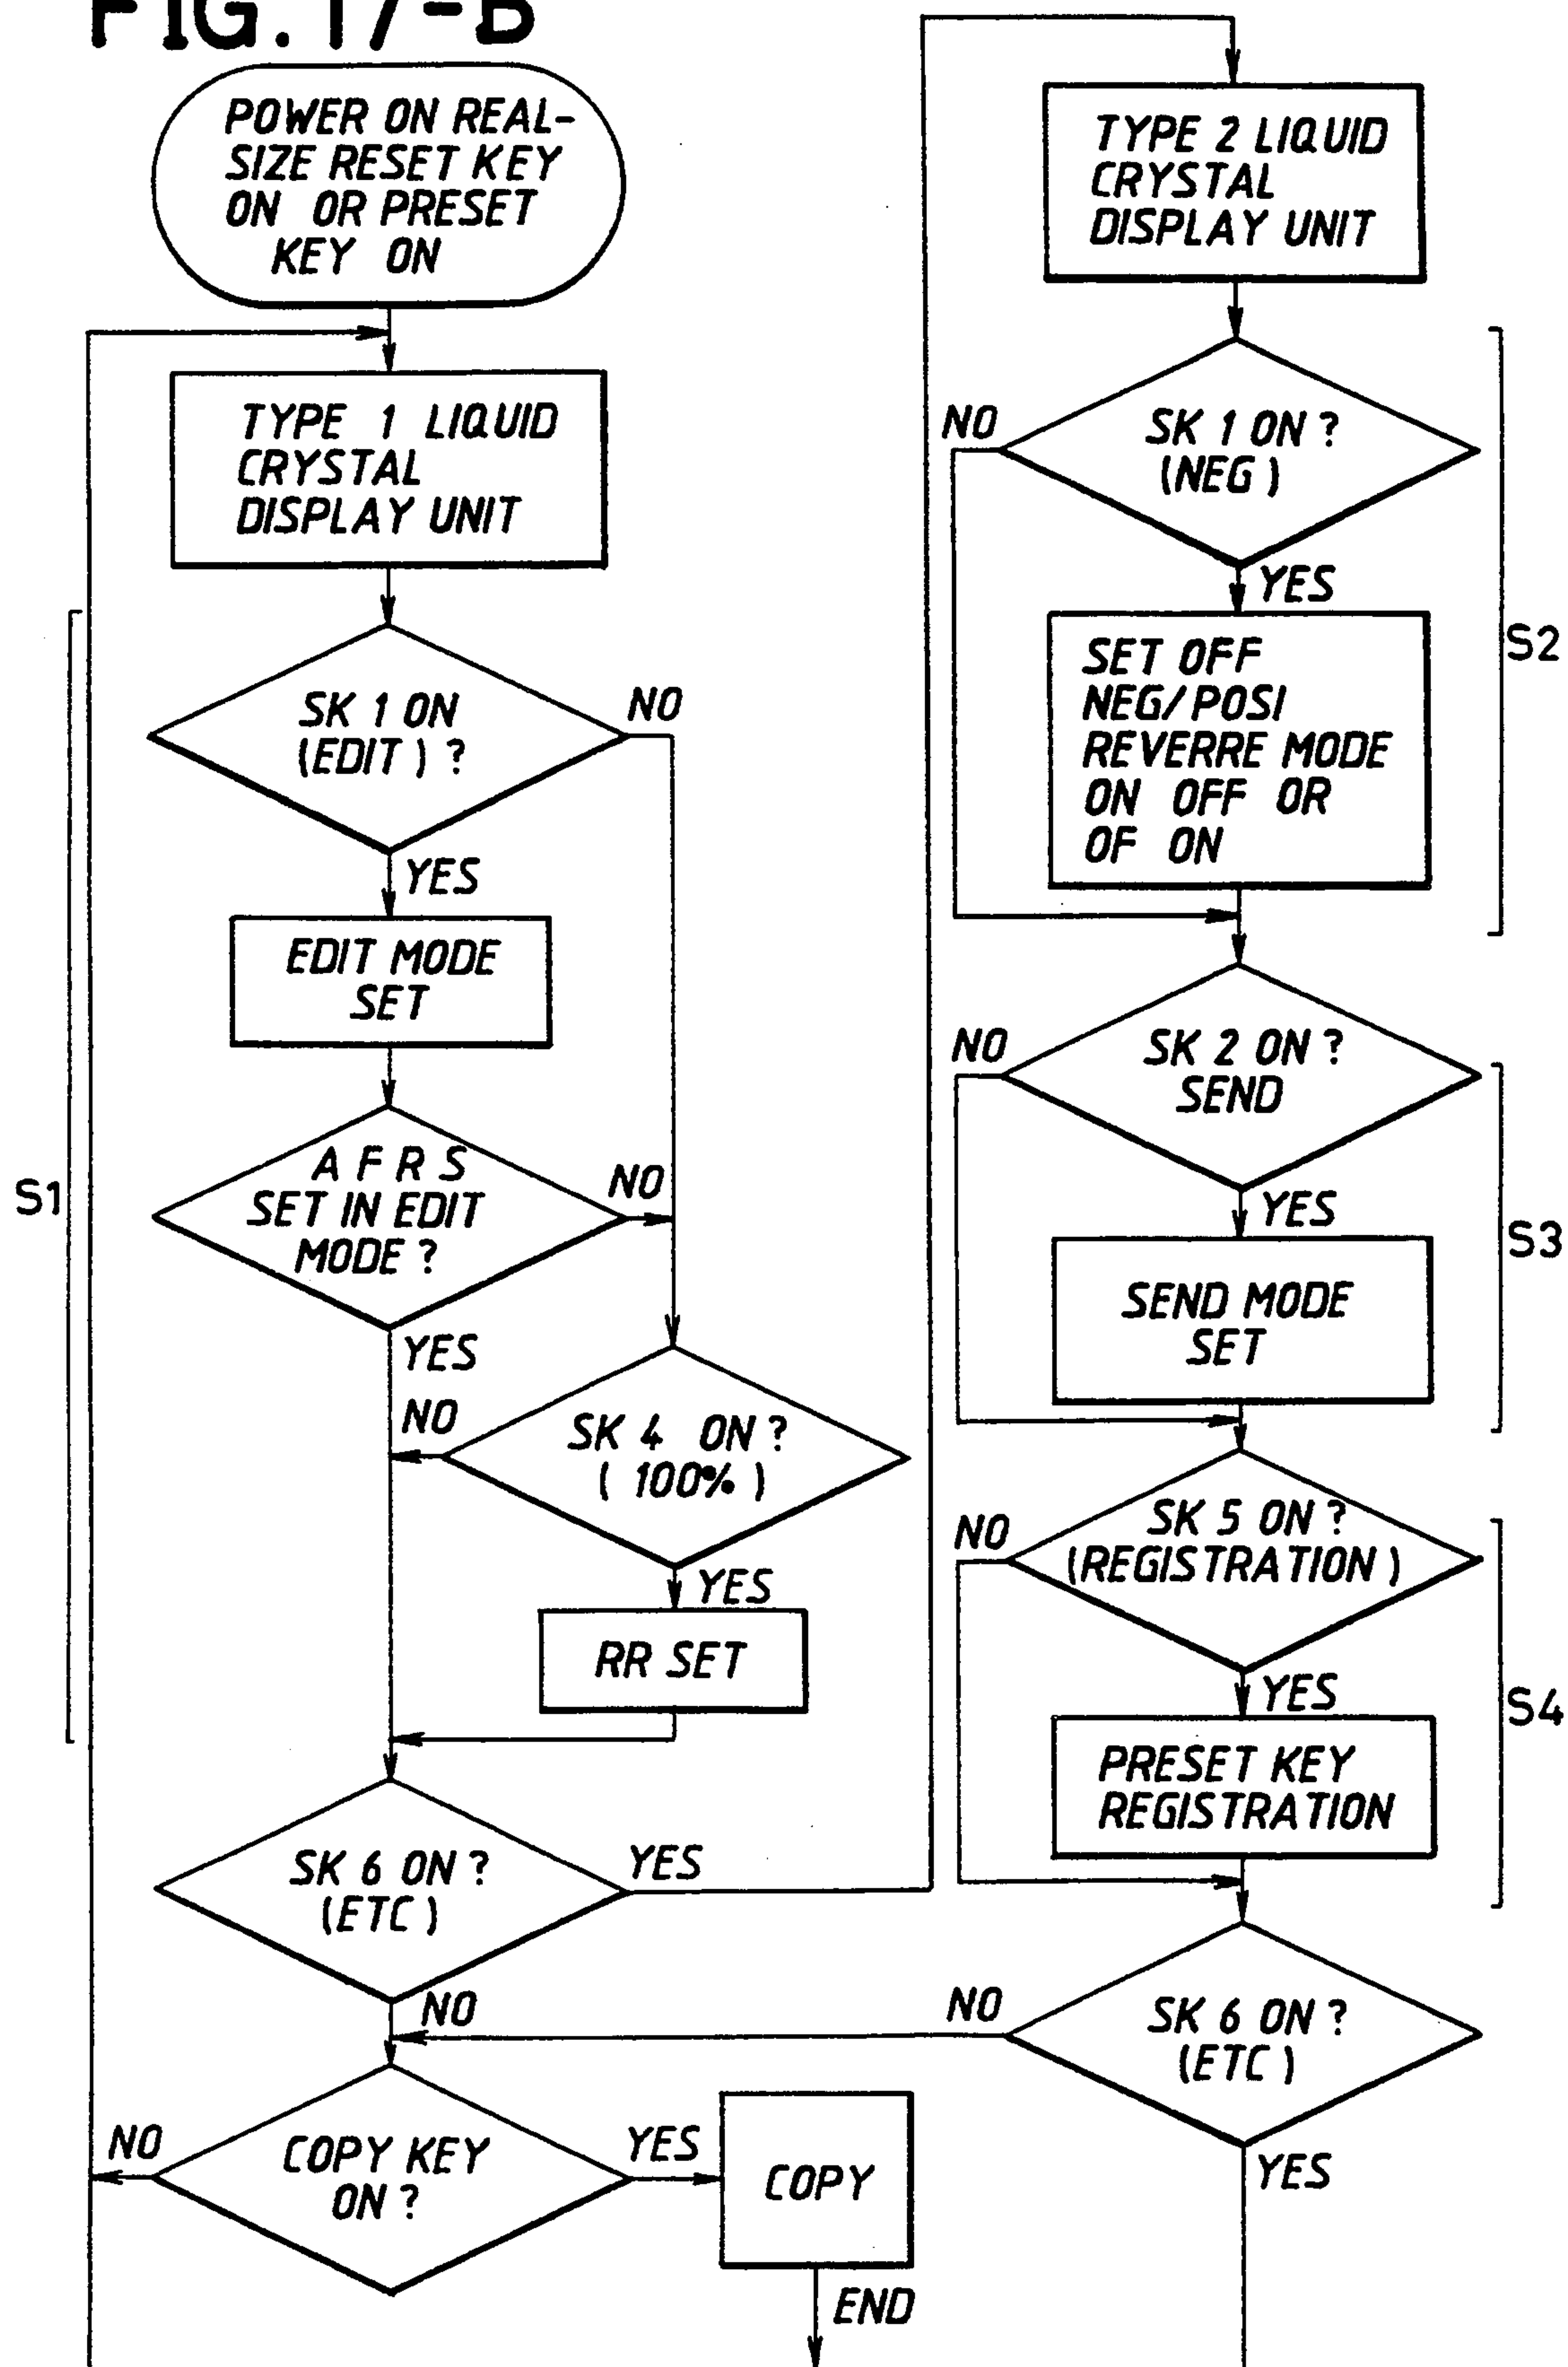 FIG. 17-B
POWER ON REAL-
SIZE RESET KEY
ON OR PRESET
KEY ON
TYPE 1 LIQUID
CRYSTAL
DISPLAY UNIT
SK 1 ON
(EDIT) ?
NO
YES
EDIT MODE
SET
A F R S
SET IN EDIT
MODE ?
NO
YES
S1
SK 4 ON ?
(100%)
NO
YES
RR SET
SK 6 ON ?
(ETC)
YES
NO
COPY KEY
ON ?
NO
YES
COPY
END
TYPE 2 LIQUID
CRYSTAL
DISPLAY UNIT
SK 1 ON ?
(NEG)
NO
YES
SET OFF
NEG/POSI
REVERRE MODE
ON OFF OR
OF ON
S2
SK 2 ON ?
SEND
NO
YES
SEND MODE
SET
S3
SK 5 ON ?
(REGISTRATION)
NO
YES
PRESET KEY
REGISTRATION
S4
SK 6 ON ?
(ETC)
NO
YES